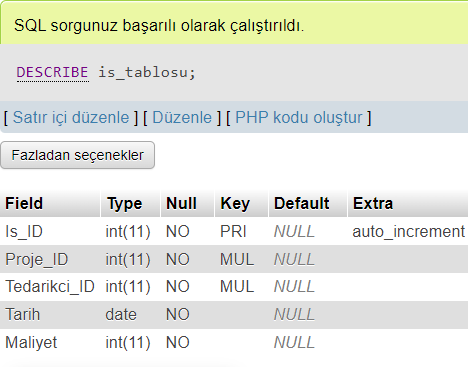 SQL sorgunuz başarılı olarak çalıştırıldı.
DESCRIBE is_tablosu;
[ Satır içi düzenle ] [ Düzenle ] [ PHP kodu oluştur ]
Fazladan seçenekler
Field Type Null Key Default Extra
Is_ID int(11) NO PRI NULL auto_increment
Proje_ID int(11) NO MUL NULL
Tedarikci_ID int(11) NO MUL NULL
Tarih date NO NULL
Maliyet int(11) NO NULL